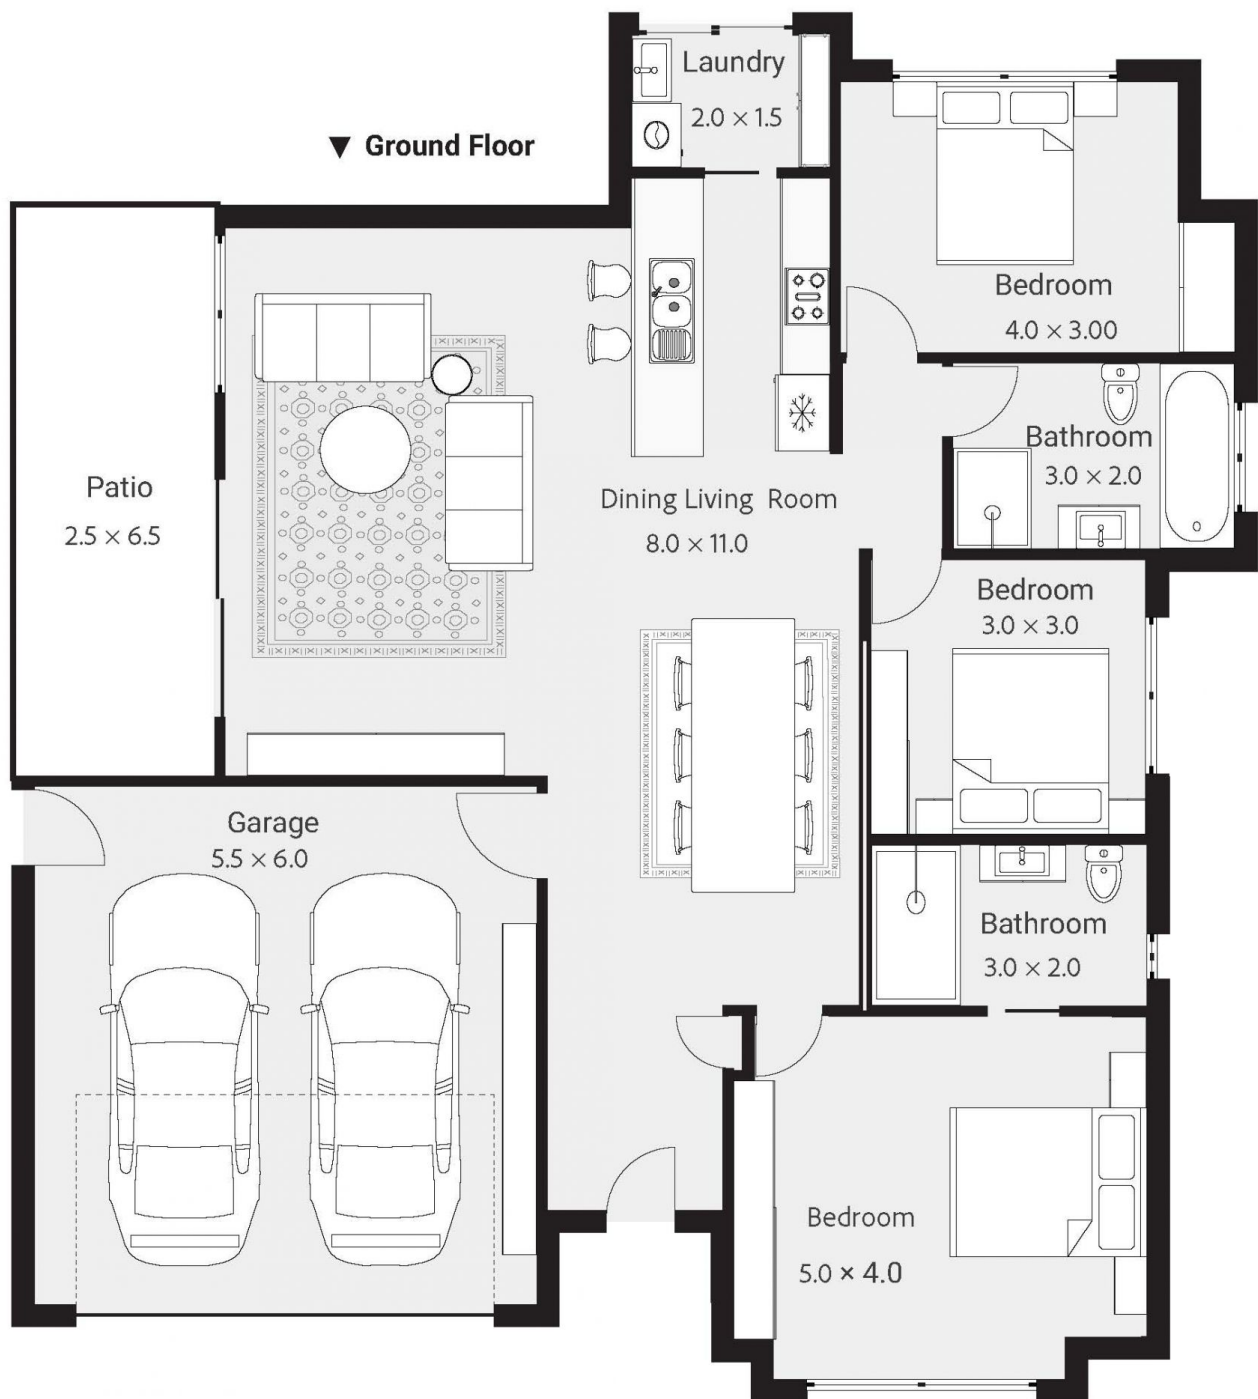 Laundry
2.0 × 1.5
▼ Ground Floor
Bedroom
4.0 × 3.00
Bathroom
3.0 × 2.0
Patio
2.5 × 6.5
Dining Living Room
8.0 × 11.0
Bedroom
3.0 × 3.0
Garage
5.5 × 6.0
Bathroom
3.0 × 2.0
Bedroom
5.0 × 4.0